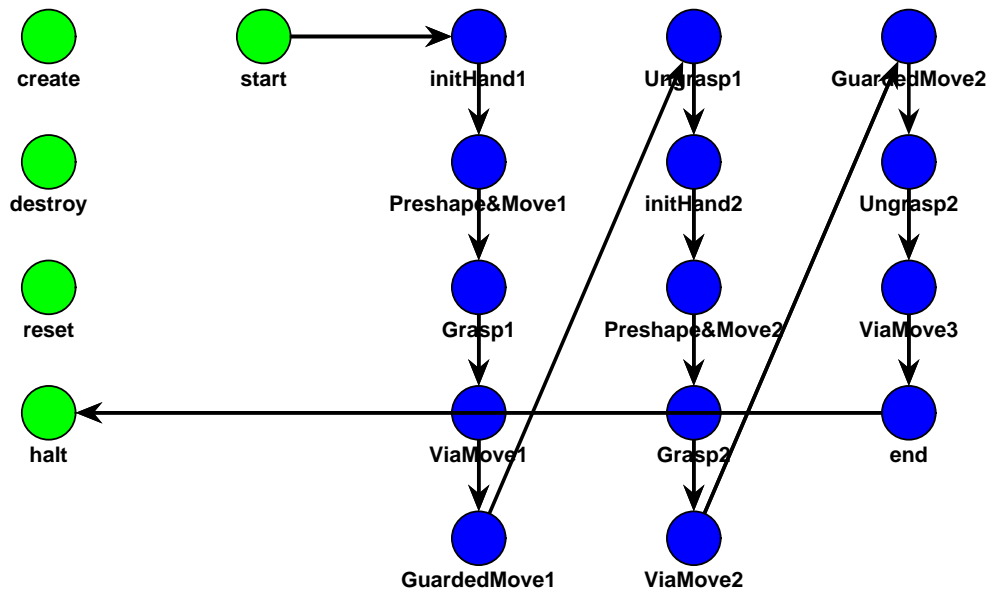 create
start
initHand1
Ungrasp1
GuardedMove2
destroy
Preshape&Move1
initHand2
Ungrasp2
reset
Grasp1
Preshape&Move2
ViaMove3
halt
ViaMove1
Grasp2
end
GuardedMove1
ViaMove2